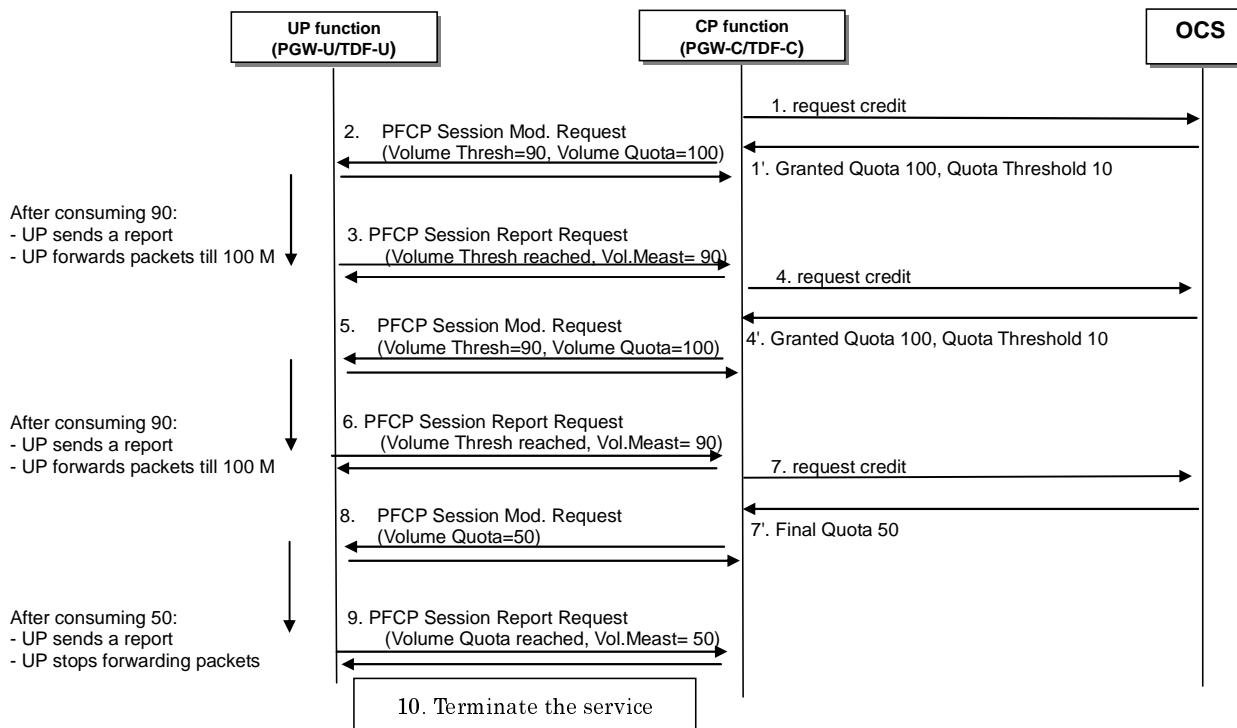 UP function
(PGW-U/TDF-U)
CP function
(PGW-C/TDF-C)
OCS
1. request credit
2. PFCP Session Mod. Request
(Volume Thresh=90, Volume Quota=100)
1'. Granted Quota 100, Quota Threshold 10
After consuming 90:
- UP sends a report
- UP forwards packets till 100 M
3. PFCP Session Report Request
(Volume Thresh reached, Vol.Meast= 90)
4. request credit
5. PFCP Session Mod. Request
(Volume Thresh=90, Volume Quota=100)
4'. Granted Quota 100, Quota Threshold 10
After consuming 90:
- UP sends a report
- UP forwards packets till 100 M
6. PFCP Session Report Request
(Volume Thresh reached, Vol.Meast= 90)
7. request credit
8. PFCP Session Mod. Request
(Volume Quota=50)
7'. Final Quota 50
After consuming 50:
- UP sends a report
- UP stops forwarding packets
9. PFCP Session Report Request
(Volume Quota reached, Vol.Meast= 50)
10. Terminate the service